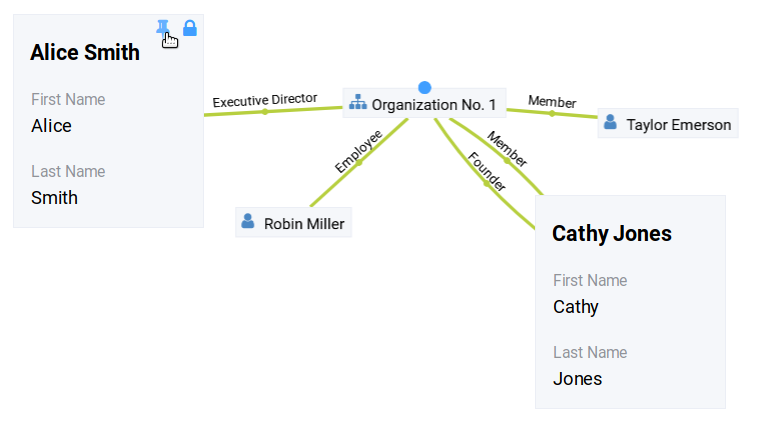 Alice Smith
First Name
Alice
Last Name
Smith
Executive Director
Organization No. 1
Member
Taylor Emerson
Employee
Robin Miller
Member
Founder
Cathy Jones
First Name
Cathy
Last Name
Jones